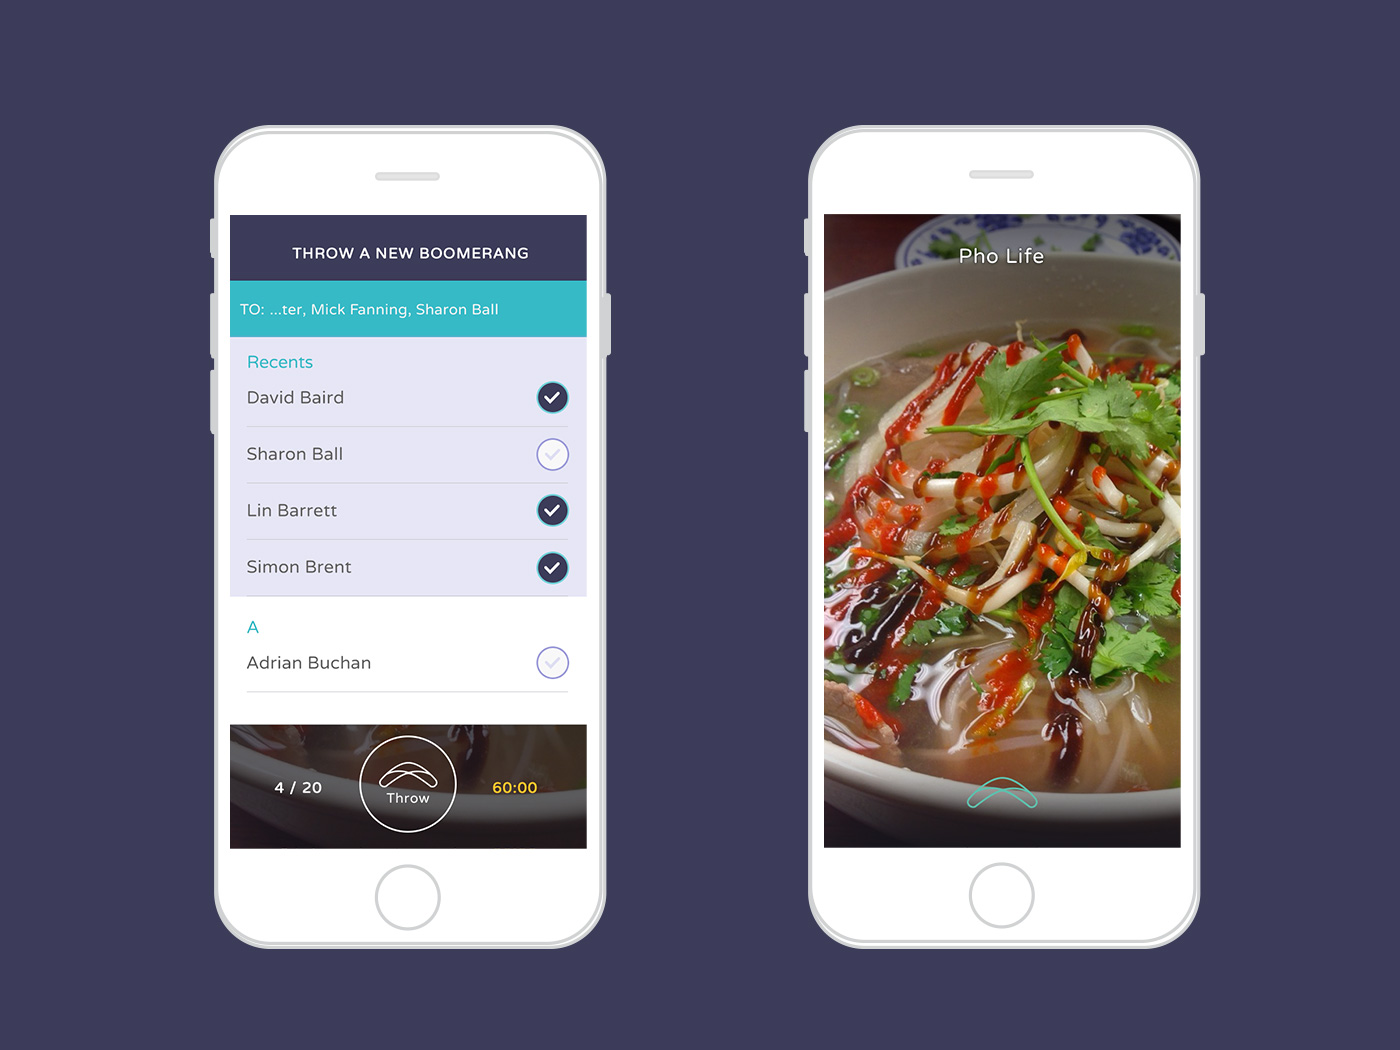 THROW A NEW BOOMERANG
TO: ...ter, Mick Fanning, Sharon Ball
Recents
David Baird
Sharon Ball
Lin Barrett
Simon Brent
A
Adrian Buchan
4 / 20
Throw
60:00
Pho Life